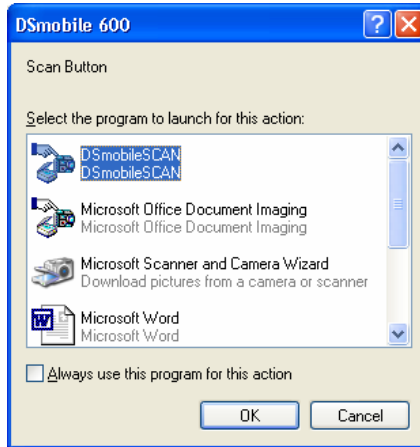 DSmobile 600
Scan Button
Select the program to launch for this action:
DSmobileSCAN
DSmobileSCAN
Microsoft Office Document Imaging
Microsoft Office Document Imaging
Microsoft Scanner and Camera Wizard
Download pictures from a camera or scanner
Microsoft Word
Microsoft Word
Always use this program for this action
OK Cancel